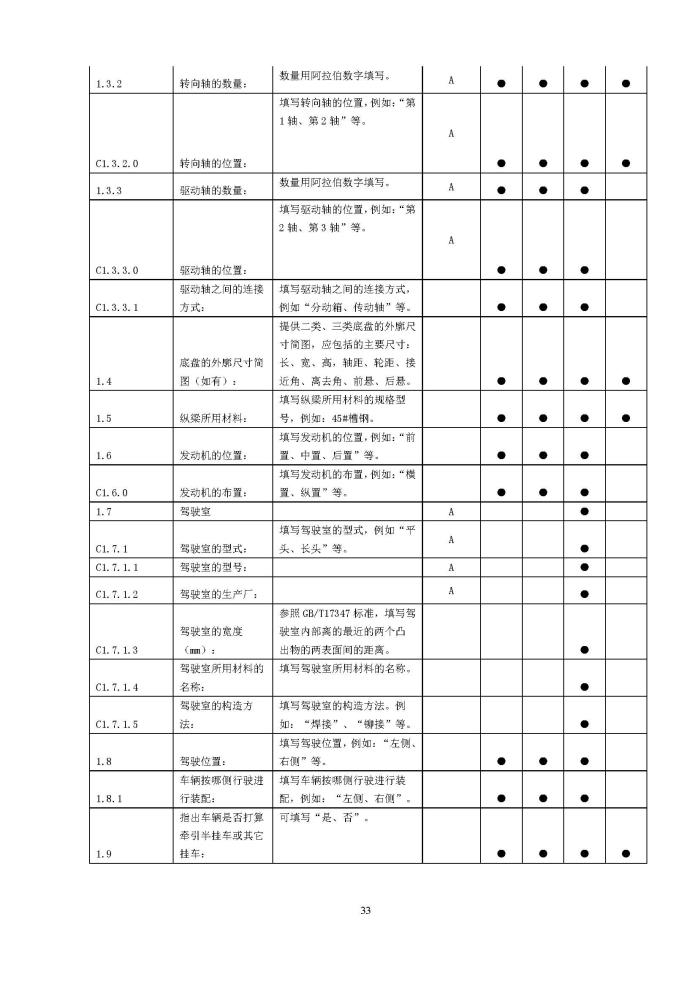 1.3.2 转向轴的数量： 数量用阿拉伯数字填写。 A ● ● ● ●
填写转向轴的位置，例如：“第
1 轴、第 2 轴”等。
A
C1.3.2.0 转向轴的位置： ● ● ● ●
1.3.3 驱动轴的数量： 数量用阿拉伯数字填写。 A ● ● ●
填写驱动轴的位置，例如：“第
2 轴、第 3 轴”等。
A
C1.3.3.0 驱动轴的位置： ● ● ●
驱动轴之间的连接 填写驱动轴之间的连接方式，
C1.3.3.1 方式： 例如“分动箱、传动轴”等。 ● ● ●
提供二类、三类底盘的外廓尺
寸简图，应包括的主要尺寸：
底盘的外廓尺寸简 长、宽、高，轴距、轮距、接
1.4 图（如有）： 近角、离去角、前悬、后悬。 ● ● ● ●
填写纵梁所用材料的规格型
1.5 纵梁所用材料： 号，例如：45#槽钢。 ● ● ● ●
填写发动机的位置，例如：“前
1.6 发动机的位置： 置、中置、后置”等。 ● ● ●
填写发动机的布置，例如：“横
C1.6.0 发动机的布置： 置、纵置”等。 ● ● ●
1.7 驾驶室 A ●
填写驾驶室的型式，例如“平
C1.7.1 驾驶室的型式： 头、长头”等。 A ●
C1.7.1.1 驾驶室的型号： A ●
C1.7.1.2 驾驶室的生产厂： A ●
参照 GB/T17347 标准，填写驾
驾驶室的宽度 驶室内部离的最近的两个凸
C1.7.1.3 （mm）： 出物的两表面间的距离。 ●
驾驶室所用材料的 填写驾驶室所用材料的名称。
C1.7.1.4 名称： ●
驾驶室的构造方 填写驾驶室的构造方法。例
C1.7.1.5 法： 如：“焊接”、“铆接”等。 ●
填写驾驶位置，例如：“左侧、
1.8 驾驶位置： 右侧”等。 ● ● ●
车辆按哪侧行驶进 填写车辆按哪侧行驶进行装
1.8.1 行装配： 配，例如：“左侧、右侧”。 ● ● ●
指出车辆是否打算 可填写“是、否”。
牵引半挂车或其它
1.9 挂车： ● ● ● ●
33